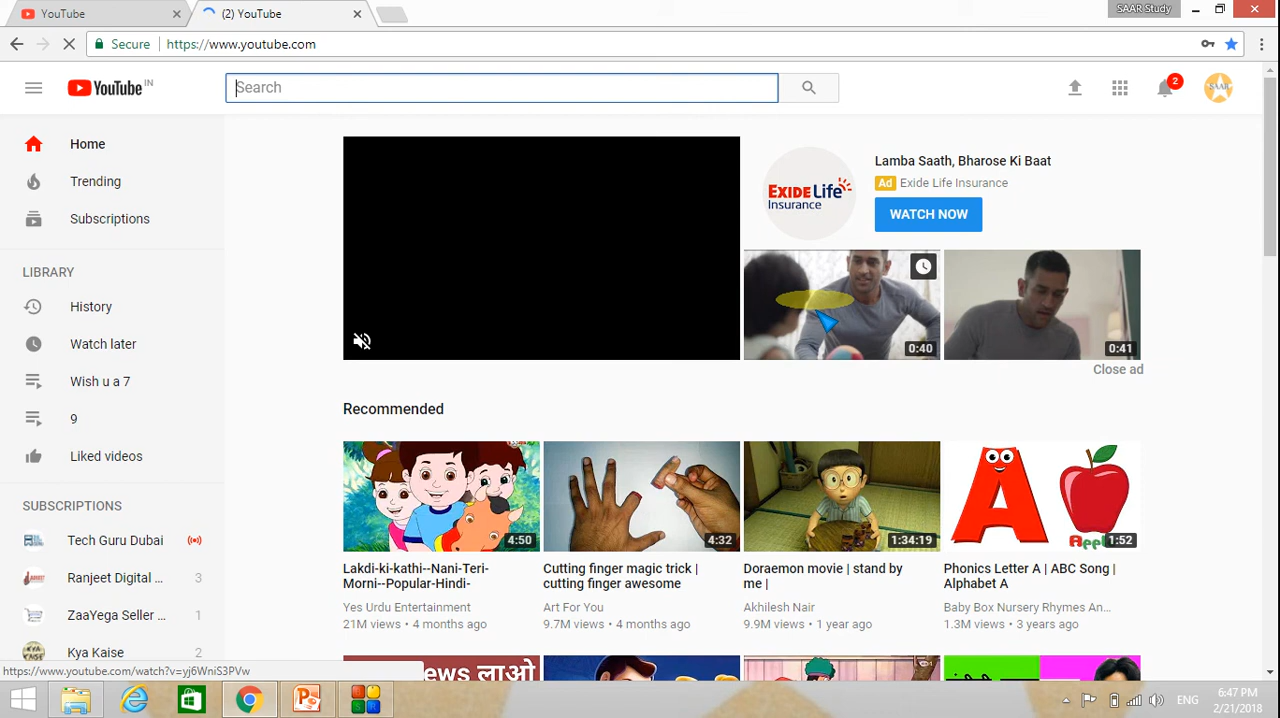 YouTube
(2) YouTube
SAAR Study
Secure
https://www.youtube.com
YouTube IN
Search
2
SAAR
Home
Trending
Subscriptions
LIBRARY
History
Watch later
Wish u a 7
9
Liked videos
SUBSCRIPTIONS
Tech Guru Dubai
Ranjeet Digital ... 3
ZaaYega Seller ... 1
Kya Kaise 2
EXIDE Life
Insurance
Lamba Saath, Bharose Ki Baat
Ad Exide Life Insurance
WATCH NOW
0:40
0:41
Close ad
Recommended
4:50
4:32
1:34:19
A
1:52
Lakdi-ki-kathi--Nani-Teri-
Morni--Popular-Hindi-
Yes Urdu Entertainment
21M views • 4 months ago
Cutting finger magic trick |
cutting finger awesome
Art For You
9.7M views • 4 months ago
Doraemon movie | stand by
me |
Akhilesh Nair
9.9M views • 1 year ago
Phonics Letter A | ABC Song |
Alphabet A
Baby Box Nursery Rhymes An...
1.3M views • 3 years ago
ews लाओ
https://www.youtube.com/watch?v=yj6WniS3PVw
ENG
6:47 PM
2/21/2018